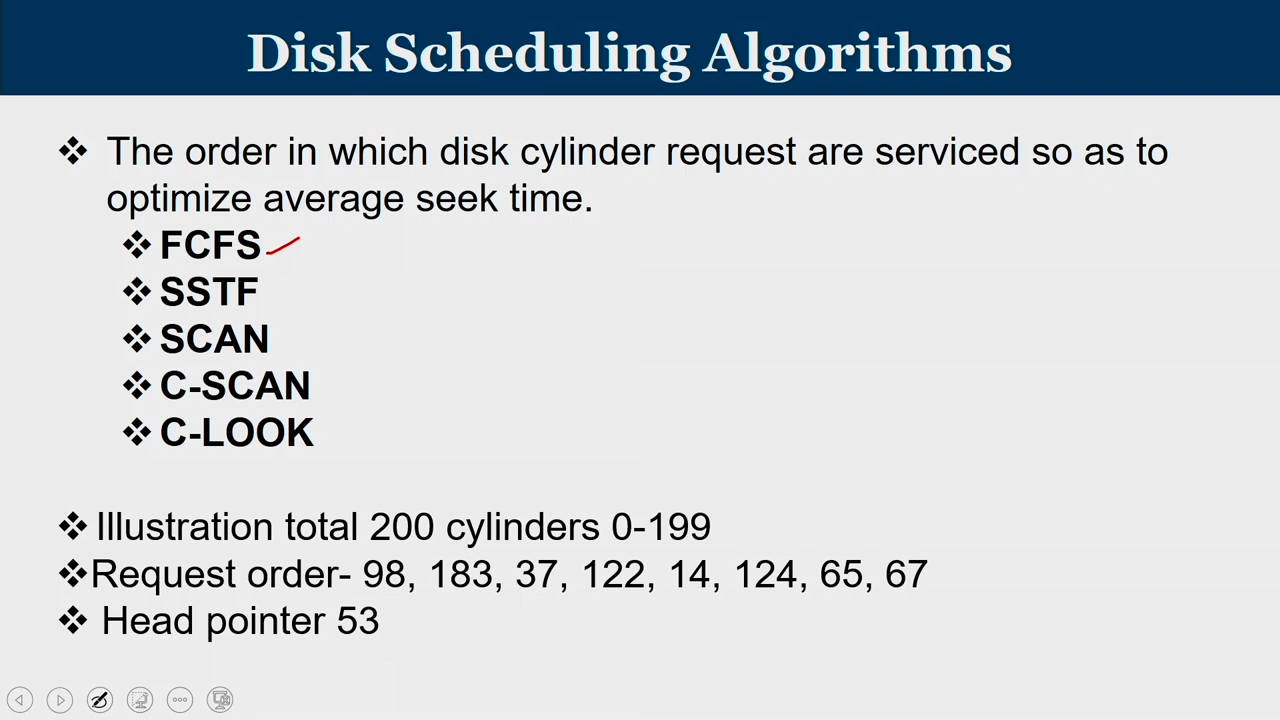 Disk Scheduling Algorithms
❖ The order in which disk cylinder request are serviced so as to
optimize average seek time.
❖ FCFS
❖ SSTF
❖ SCAN
❖ C-SCAN
❖ C-LOOK
❖ Illustration total 200 cylinders 0-199
❖ Request order- 98, 183, 37, 122, 14, 124, 65, 67
❖ Head pointer 53